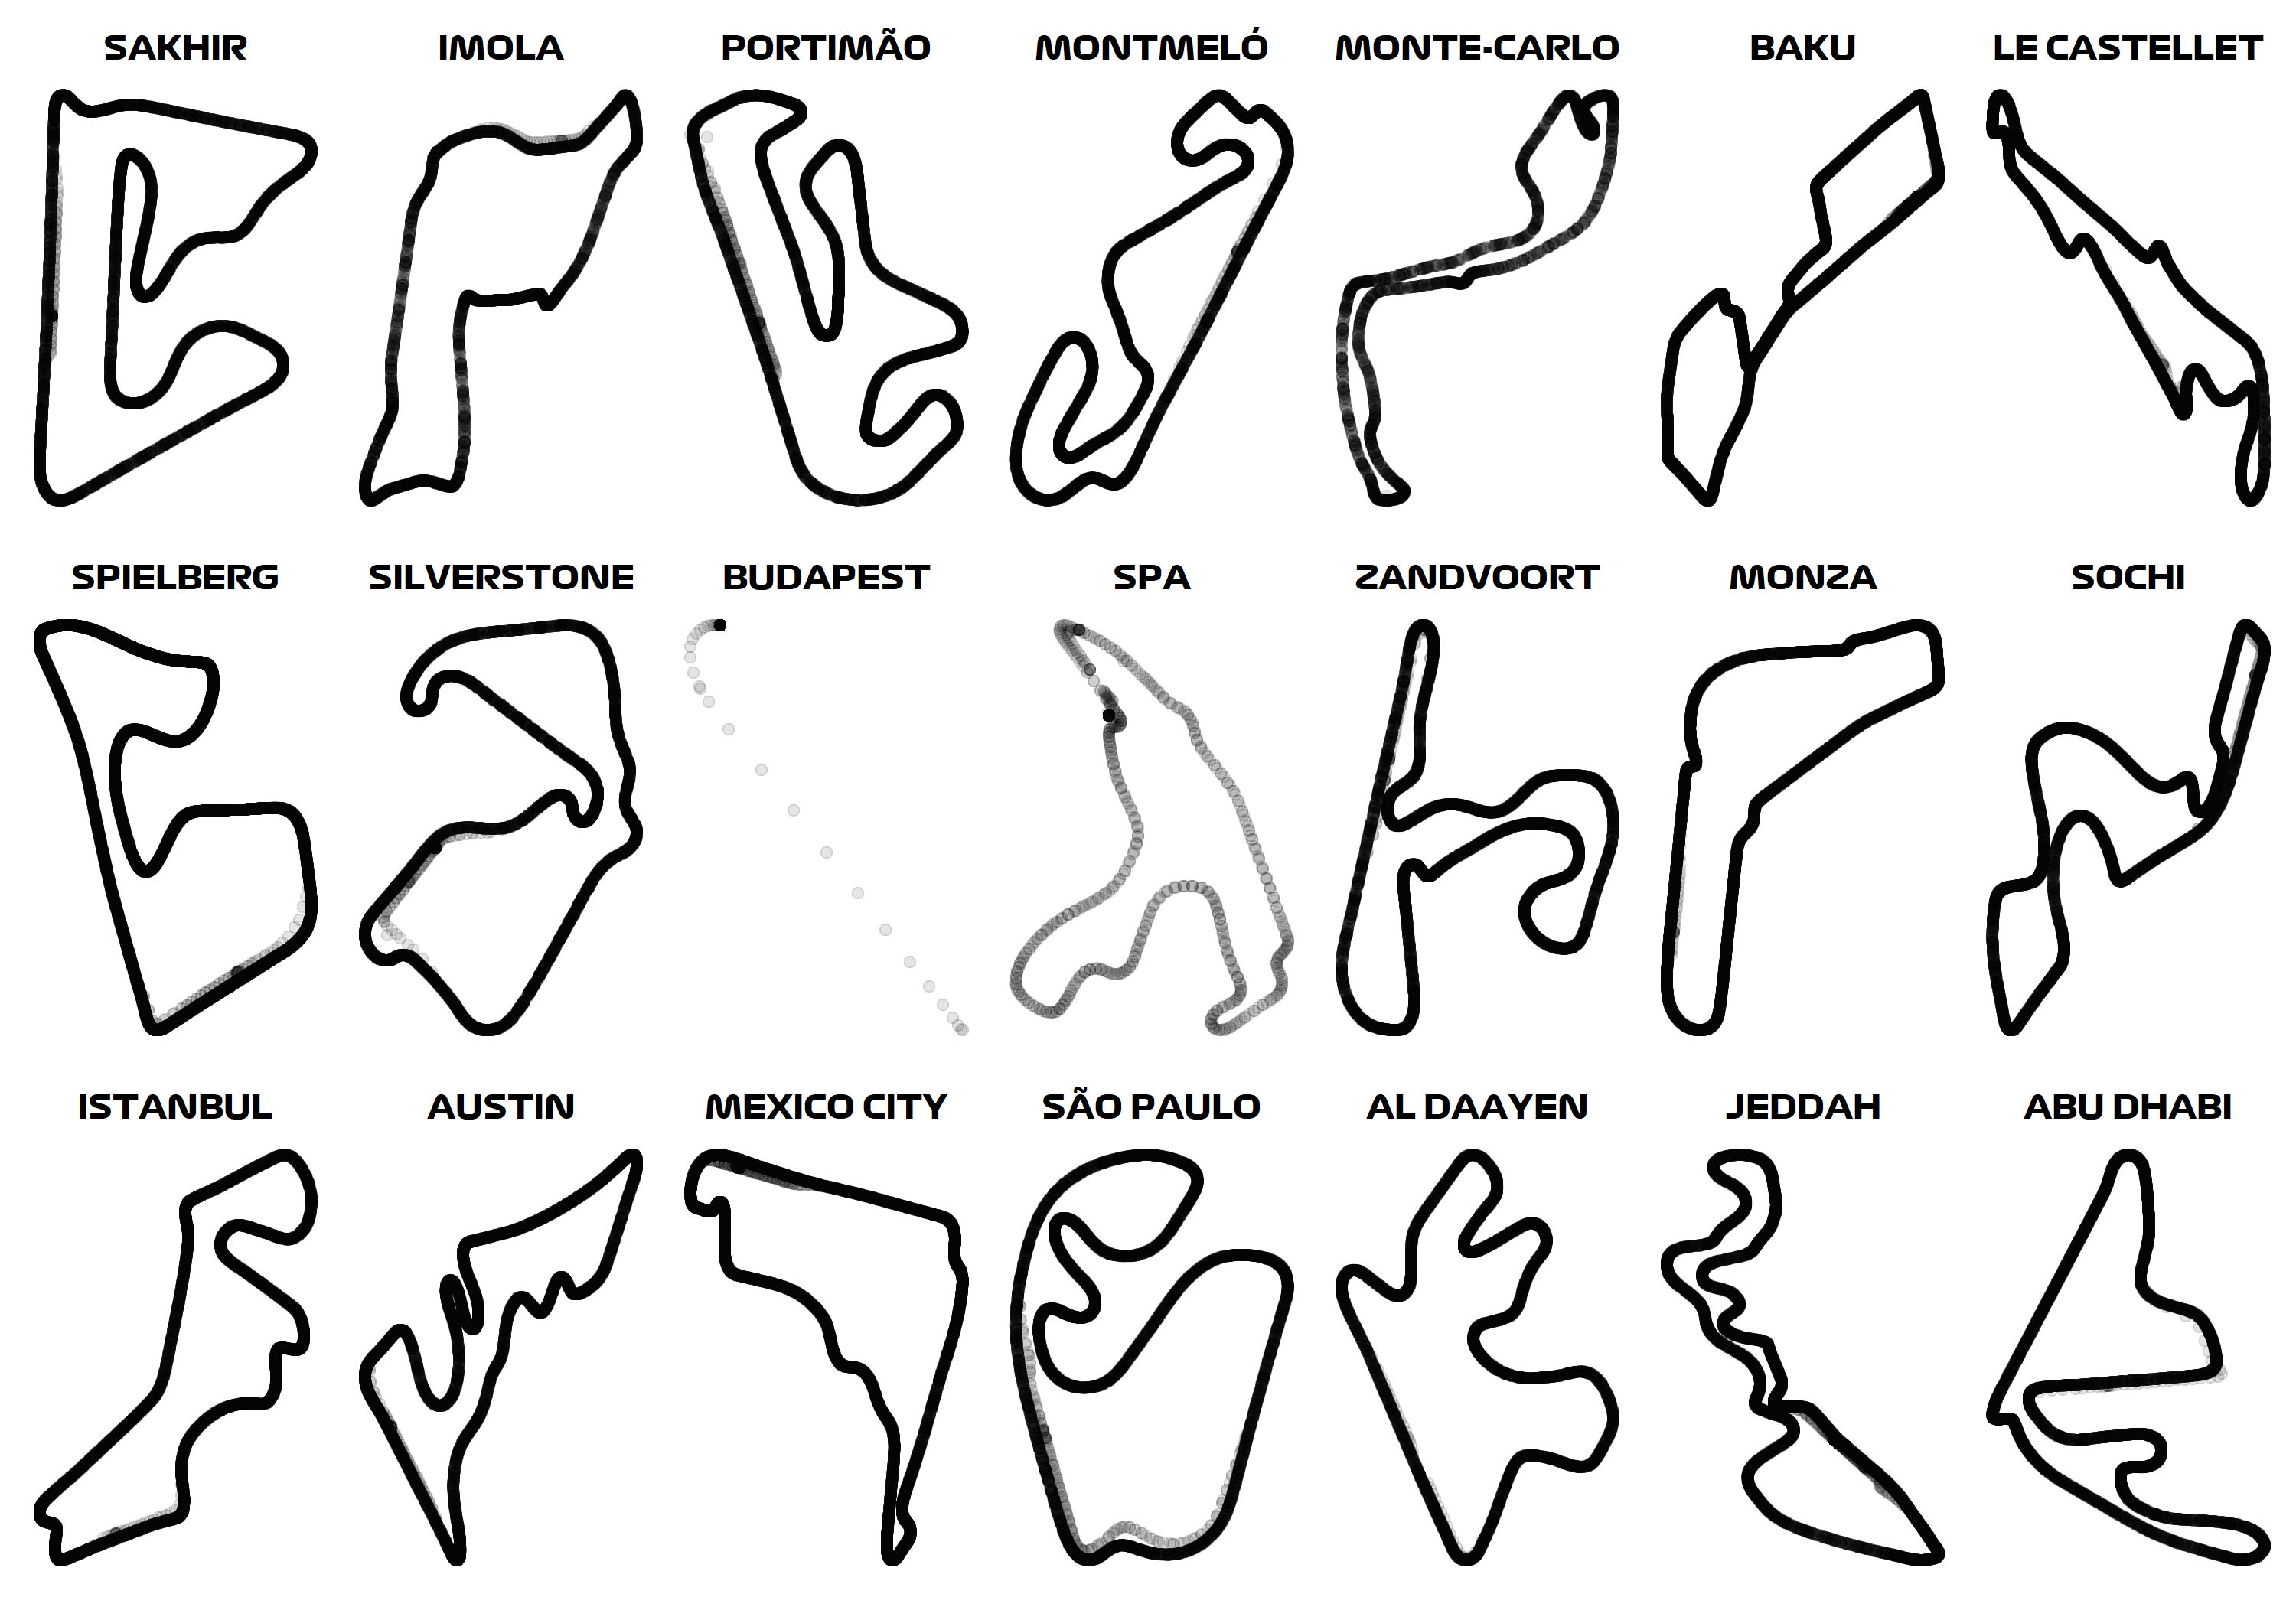 SAKHIR IMOLA PORTIMÃO MONTMELÓ MONTE-CARLO BAKU LE CASTELLET
SPIELBERG SILVERSTONE BUDAPEST SPA ZANDVOORT MONZA SOCHI
ISTANBUL AUSTIN MEXICO CITY SÃO PAULO AL DAAYEN JEDDAH ABU DHABI